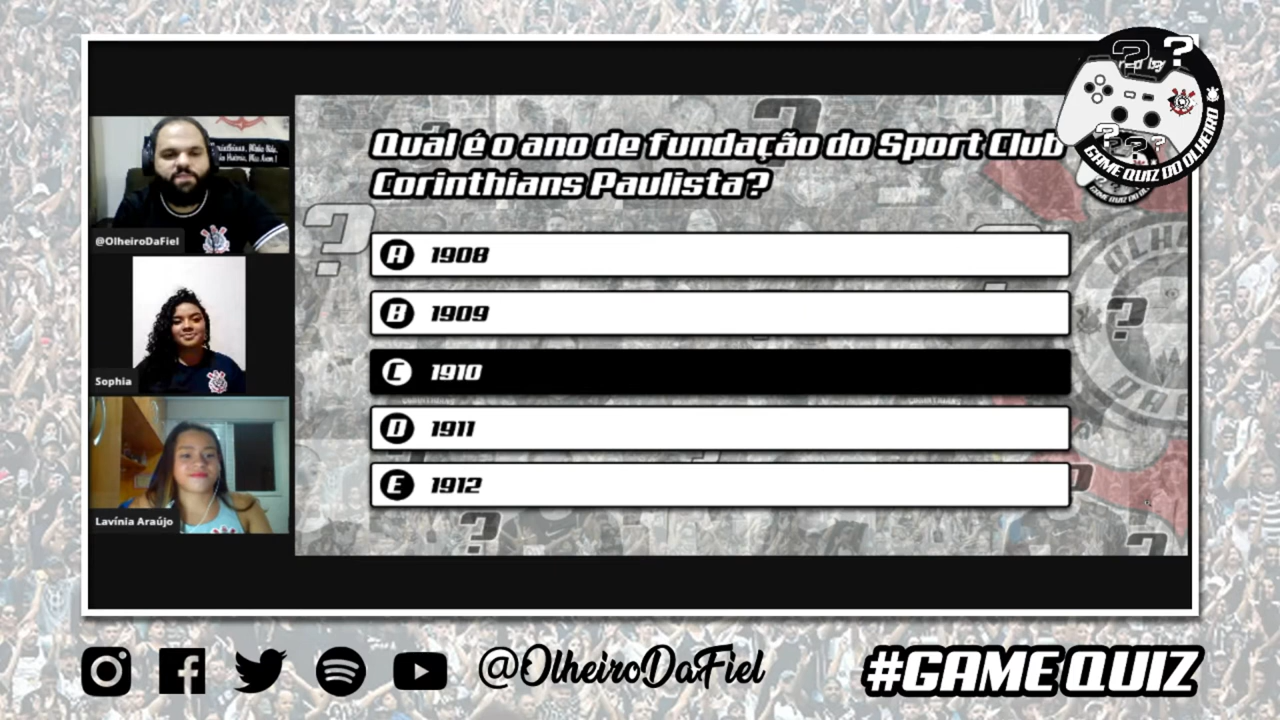 Qual é o ano de fundação do Sport Club
Corinthians Paulista?
A 1908
B 1909
C 1910
D 1911
E 1912
@OlheiroDaFiel
Sophia
Lavínia Araújo
GAME QUIZ DO OLHEIRO
@OlheiroDaFiel
#GAME QUIZ